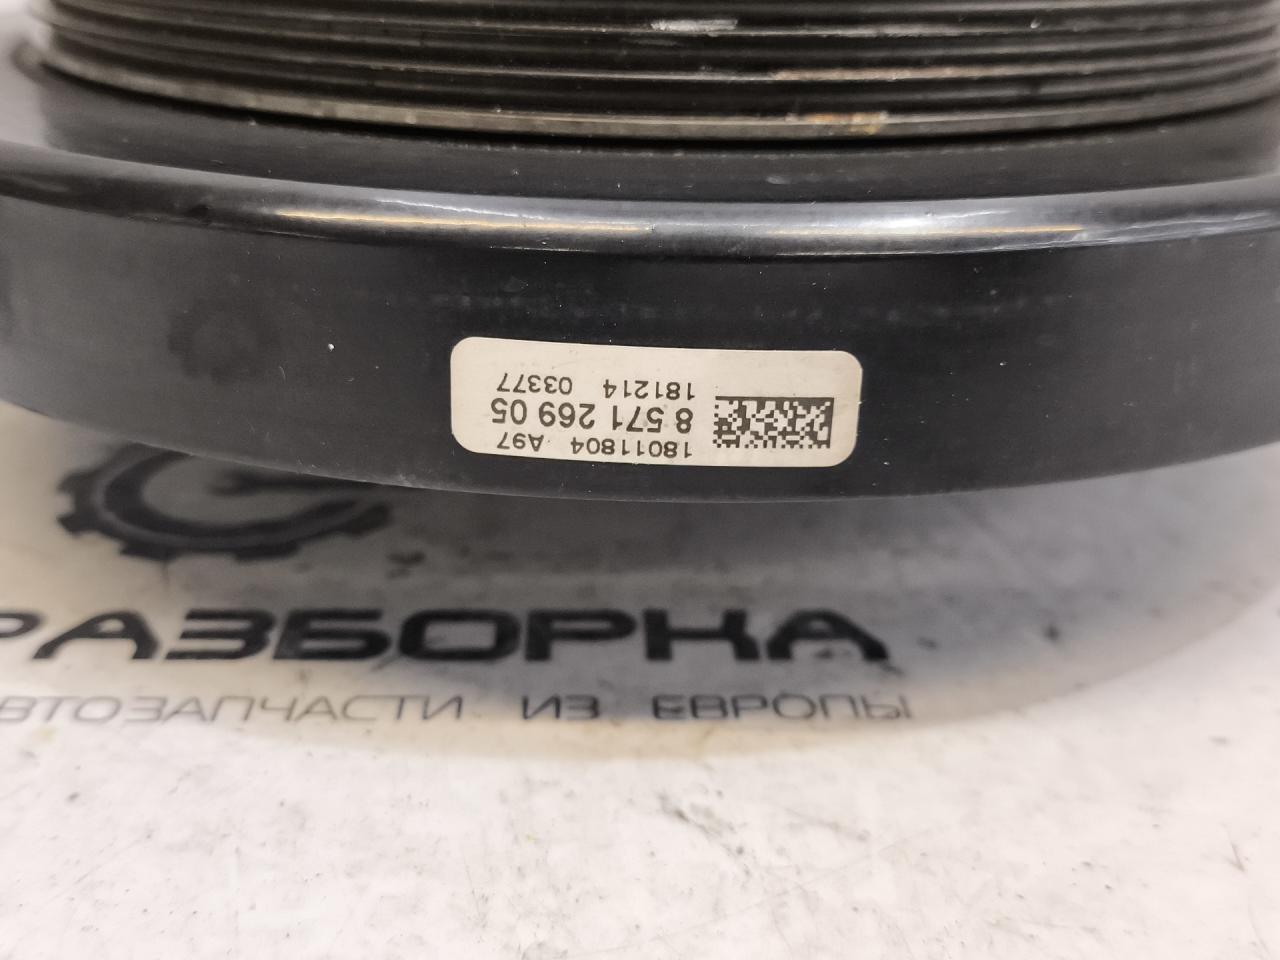 18011804 A97
8 571 269 05
181214 03377
РАЗБОРКА
АВТОЗАПЧАСТИ ИЗ ЕВРОПЫ